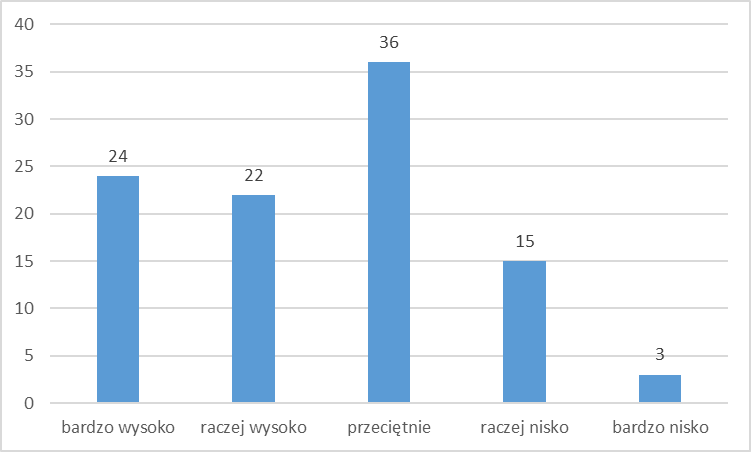 40
35
30
25
20
15
10
5
0
24
22
36
15
3
bardzo wysoko
raczej wysoko
przeciętnie
raczej nisko
bardzo nisko